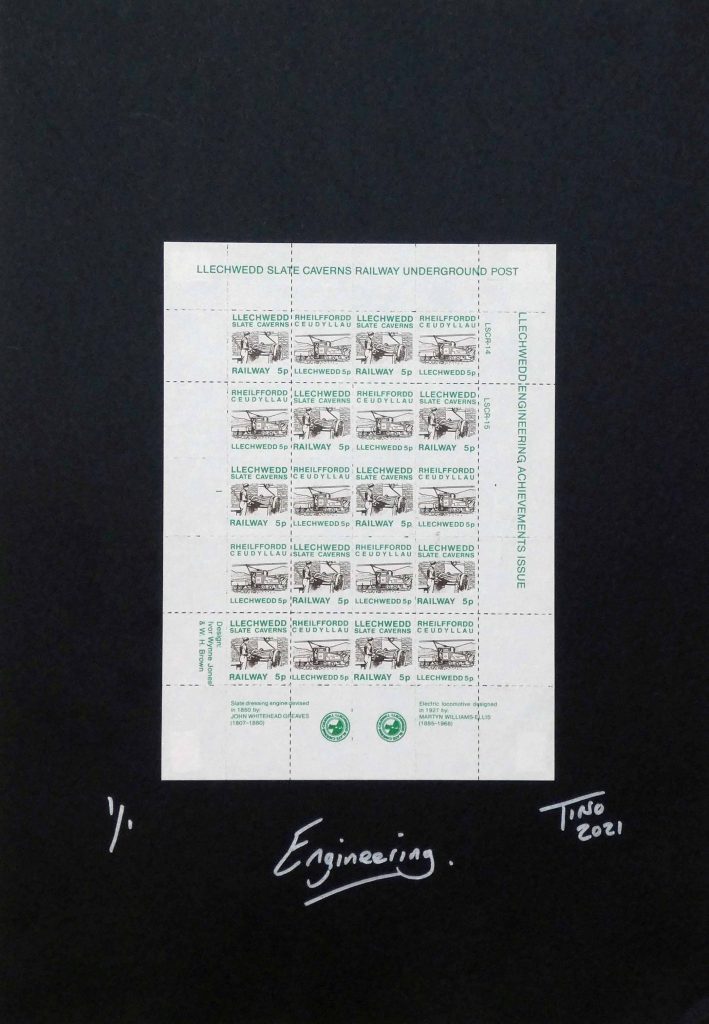 LLECHWEDD SLATE CAVERNS RAILWAY UNDERGROUND POST
LLECHWEDD RHEILFFORDD LLECHWEDD RHEILFFORDD
SLATE CAVERNS CEUDYLLAU SLATE CAVERNS CEUDYLLAU
RAILWAY 5p LLECHWEDD 5p RAILWAY 5p LLECHWEDD 5p
LSCR-14
RHEILFFORDD LLECHWEDD RHEILFFORDD LLECHWEDD
CEUDYLLAU SLATE CAVERNS CEUDYLLAU SLATE CAVERNS
LLECHWEDD 5p RAILWAY 5p LLECHWEDD 5p RAILWAY 5p
LSCR-15
LLECHWEDD RHEILFFORDD LLECHWEDD RHEILFFORDD
SLATE CAVERNS CEUDYLLAU SLATE CAVERNS CEUDYLLAU
RAILWAY 5p LLECHWEDD 5p RAILWAY 5p LLECHWEDD 5p
RHEILFFORDD LLECHWEDD RHEILFFORDD LLECHWEDD
CEUDYLLAU SLATE CAVERNS CEUDYLLAU SLATE CAVERNS
LLECHWEDD 5p RAILWAY 5p LLECHWEDD 5p RAILWAY 5p
LLECHWEDD RHEILFFORDD LLECHWEDD RHEILFFORDD
SLATE CAVERNS CEUDYLLAU SLATE CAVERNS CEUDYLLAU
RAILWAY 5p LLECHWEDD 5p RAILWAY 5p LLECHWEDD 5p
LLECHWEDD ENGINEERING ACHIEVEMENTS ISSUE
Design:
Ivor Wynne Jones
& W. H. Brown
Slate dressing engine devised
in 1850 by:
JOHN WHITEHEAD GREAVES
(1807–1880)
Electric locomotive designed
in 1927 by:
MARTYN WILLIAMS-ELLIS
(1895–1968)
1/1
Engineering.
TINO
2021